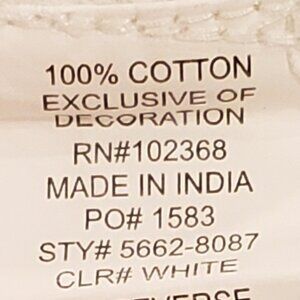 100% COTTON
EXCLUSIVE OF
DECORATION
RN#102368
MADE IN INDIA
PO# 1583
STY# 5662-8087
CLR# WHITE